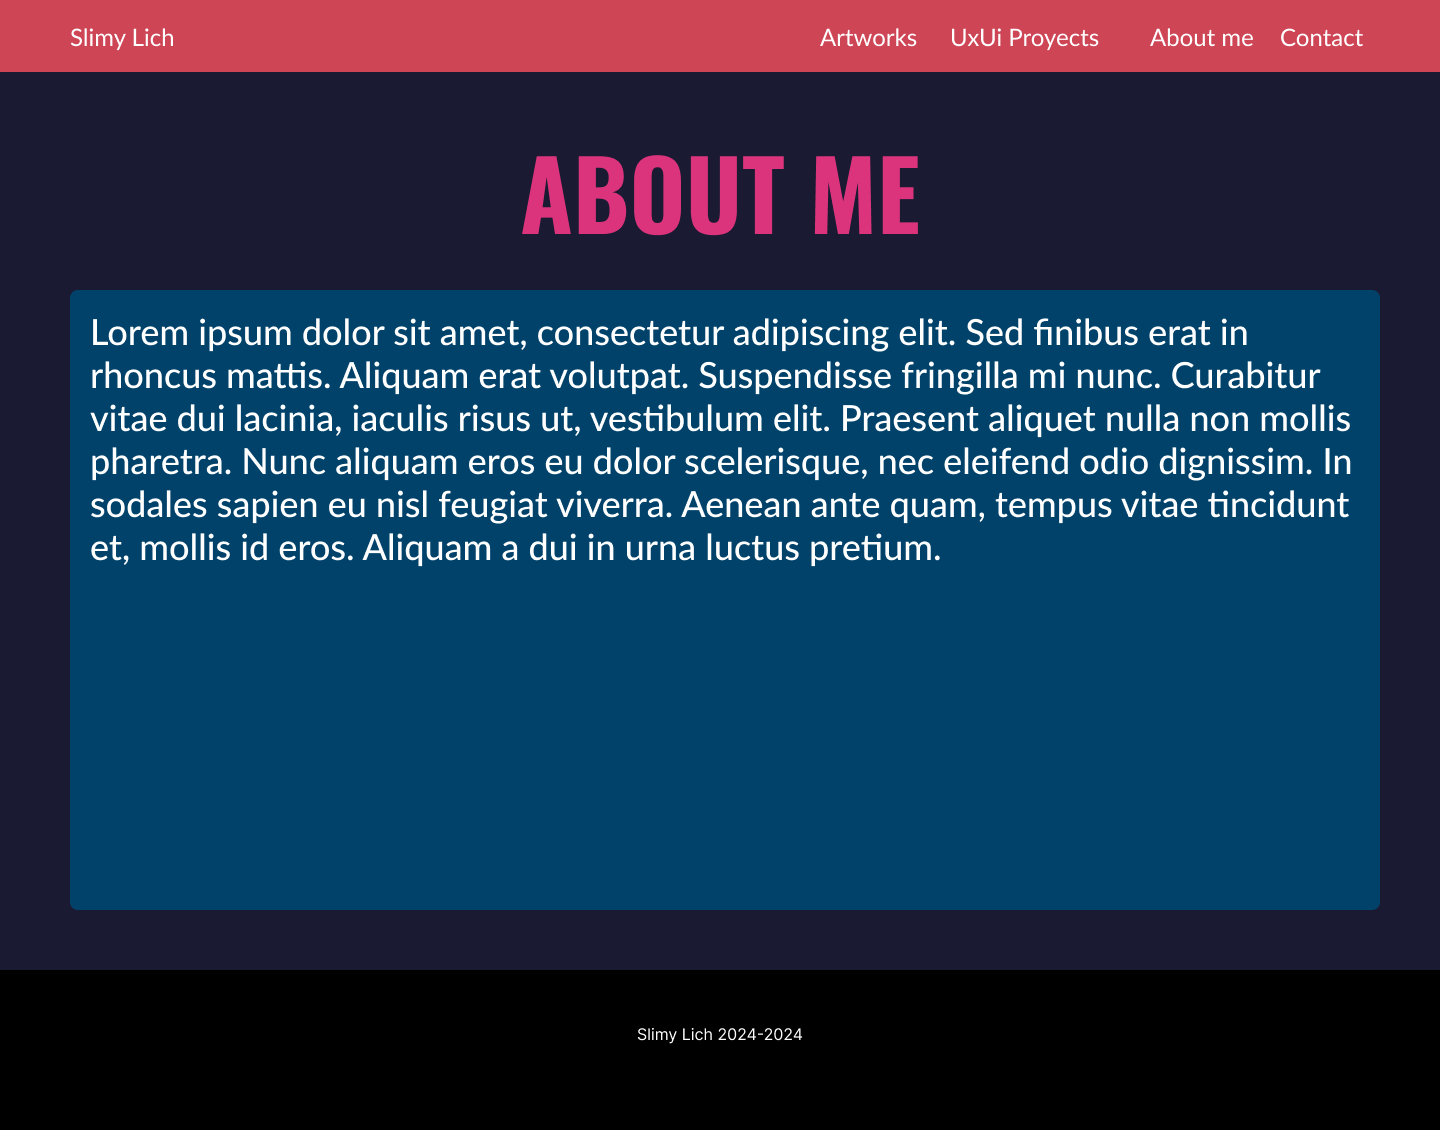 Slimy Lich
Artworks
UxUi Proyects
About me
Contact
ABOUT ME
Lorem ipsum dolor sit amet, consectetur adipiscing elit. Sed finibus erat in
rhoncus mattis. Aliquam erat volutpat. Suspendisse fringilla mi nunc. Curabitur
vitae dui lacinia, iaculis risus ut, vestibulum elit. Praesent aliquet nulla non mollis
pharetra. Nunc aliquam eros eu dolor scelerisque, nec eleifend odio dignissim. In
sodales sapien eu nisl feugiat viverra. Aenean ante quam, tempus vitae tincidunt
et, mollis id eros. Aliquam a dui in urna luctus pretium.
Slimy Lich 2024-2024